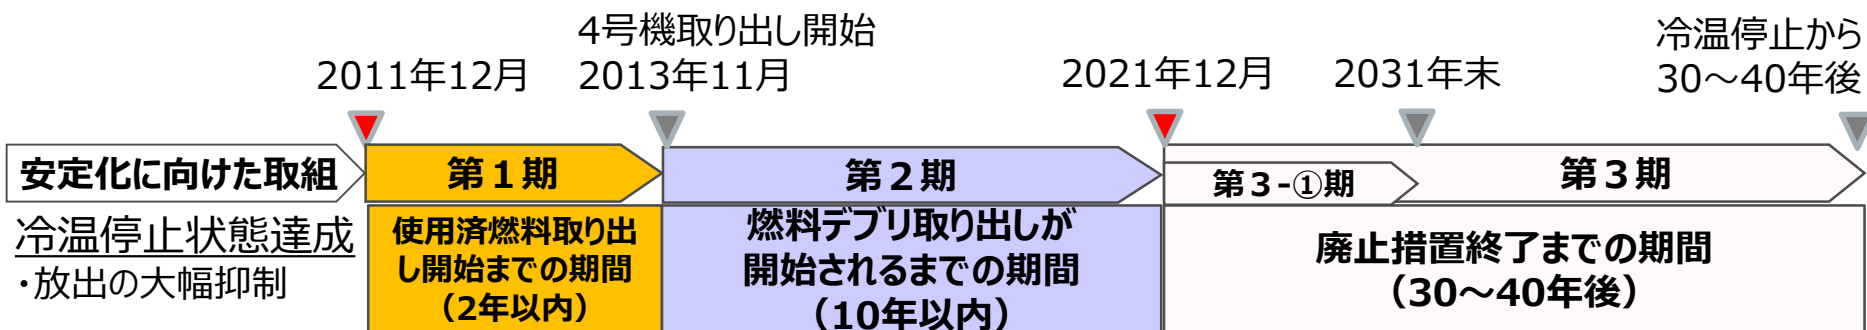 4号機取り出し開始
2011年12月
2013年11月
2021年12月
2031年末
冷温停止から
30～40年後
安定化に向けた取組
第１期
第２期
第３-①期
第３期
冷温停止状態達成
・放出の大幅抑制
使用済燃料取り出
し開始までの期間
（2年以内）
燃料デブリ取り出しが
開始されるまでの期間
（10年以内）
廃止措置終了までの期間
（30～40年後）